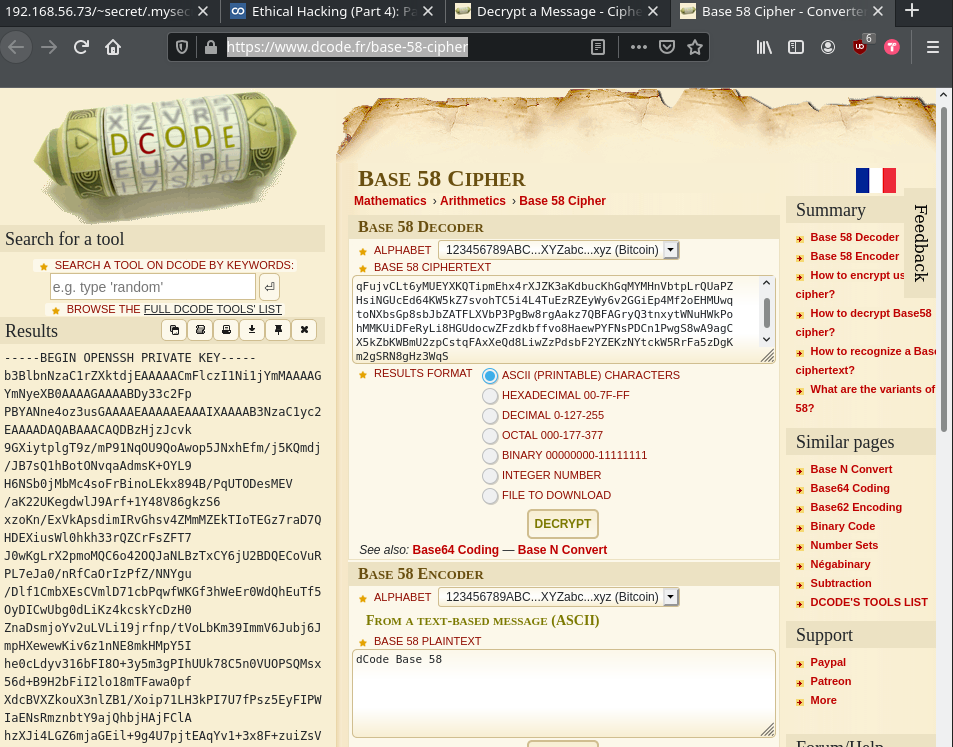 192.168.56.73/~secret/.mysec
Ethical Hacking (Part 4): Pa
Decrypt a Message - Ciphe
Base 58 Cipher - Converter
https://www.dcode.fr/base-58-cipher
6
DCODE
Search for a tool
SEARCH A TOOL ON DCODE BY KEYWORDS:
e.g. type 'random'
BROWSE THE FULL DCODE TOOLS' LIST
Results
-----BEGIN OPENSSH PRIVATE KEY-----
b3BlbnNzaC1rZXktdjEAAAAACmFlczI1Ni1jYmMAAAAG
YmNyeXB0AAAAGAAAABDy33c2Fp
PBYANne4oz3usGAAAAEAAAAAEAAAIXAAAAB3NzaC1yc2
EAAAADAQABAAACAQDBzHjzJcvk
9GXiytplgT9z/mP91NqOU9QoAwop5JNxhEfm/j5KQmdj
/JB7sQ1hBotONvqaAdmsK+OYL9
H6NSb0jMbMc4soFrBinoLEkx894B/PqUTODesMEV
/aK22UKegdwlJ9Arf+1Y48V86qkzS6
xzoKn/ExVkApsdimIRvGhsv4ZMmMZEkTIoTEGz7raD7Q
HDEXiusWl0hkh33rQZCrFsZFT7
J0wKgLrX2pmoMQC6o42OQJaNLBzTxCY6jU2BDQECoVuR
PL7eJa0/nRfCaOrIzPfZ/NNYgu
/Dlf1CmbXEsCVmlD71cbPqwfWKGf3hWeEr0WdQhEuTf5
OyDICwUbg0dLiKz4kcskYcDzH0
ZnaDsmjoYv2uLVLi19jrfnp/tVoLbKm39ImmV6Jubj6J
mpHXewewKiv6z1nNE8mkHMpY5I
he0cLdyv316bFI8O+3y5m3gPIhUUk78C5n0VUOPSQMsx
56d+B9H2bFiI2lo18mTFawa0pf
XdcBVXZkouX3nlZB1/Xoip71LH3kPI7U7fPsz5EyFIPW
IaENsRmznbtY9ajQhbjHAjFClA
hzXJi4LGZ6mjaGEil+9g4U7pjtEAqYv1+3x8F+zuiZsV
BASE 58 CIPHER
Mathematics › Arithmetics › Base 58 Cipher
BASE 58 DECODER
ALPHABET 123456789ABC...XYZabc...xyz (Bitcoin)
BASE 58 CIPHERTEXT
qFujvCLt6yMUEYXKQTipmEhx4rXJZK3aKdbucKhGqMYMHnVbtpLrQUaPZ
HsiNGUcEd64KW5kZ7svohTC5i4L4TuEzRZEyWy6v2GGiEp4Mf2oEHMUwq
toNXbsGp8sbJbZATFLXVbP3PgBw8rgAakz7QBFAGryQ3tnxytWNuHWkPo
hMMKUiDFeRyLi8HGUdocwZFzdkbffvo8HaewPYFNsPDCn1PwgS8wA9agC
X5kZbKWBmU2zpCstqFAxXeQd8LiwZzPdsbF2YZEKzNYtckW5RrFa5zDgK
m2gSRN8gHz3WqS
RESULTS FORMAT ASCII (PRINTABLE) CHARACTERS
HEXADECIMAL 00-7F-FF
DECIMAL 0-127-255
OCTAL 000-177-377
BINARY 00000000-11111111
INTEGER NUMBER
FILE TO DOWNLOAD
DECRYPT
See also: Base64 Coding — Base N Convert
BASE 58 ENCODER
ALPHABET 123456789ABC...XYZabc...xyz (Bitcoin)
FROM A TEXT-BASED MESSAGE (ASCII)
BASE 58 PLAINTEXT
dCode Base 58
Summary
Base 58 Decoder
Base 58 Encoder
How to encrypt us
cipher?
How to decrypt Base58
cipher?
How to recognize a Base
ciphertext?
What are the variants of
58?
Similar pages
Base N Convert
Base64 Coding
Base62 Encoding
Binary Code
Number Sets
Négabinary
Subtraction
DCODE'S TOOLS LIST
Support
Paypal
Patreon
More
Forum/Help
Feedback